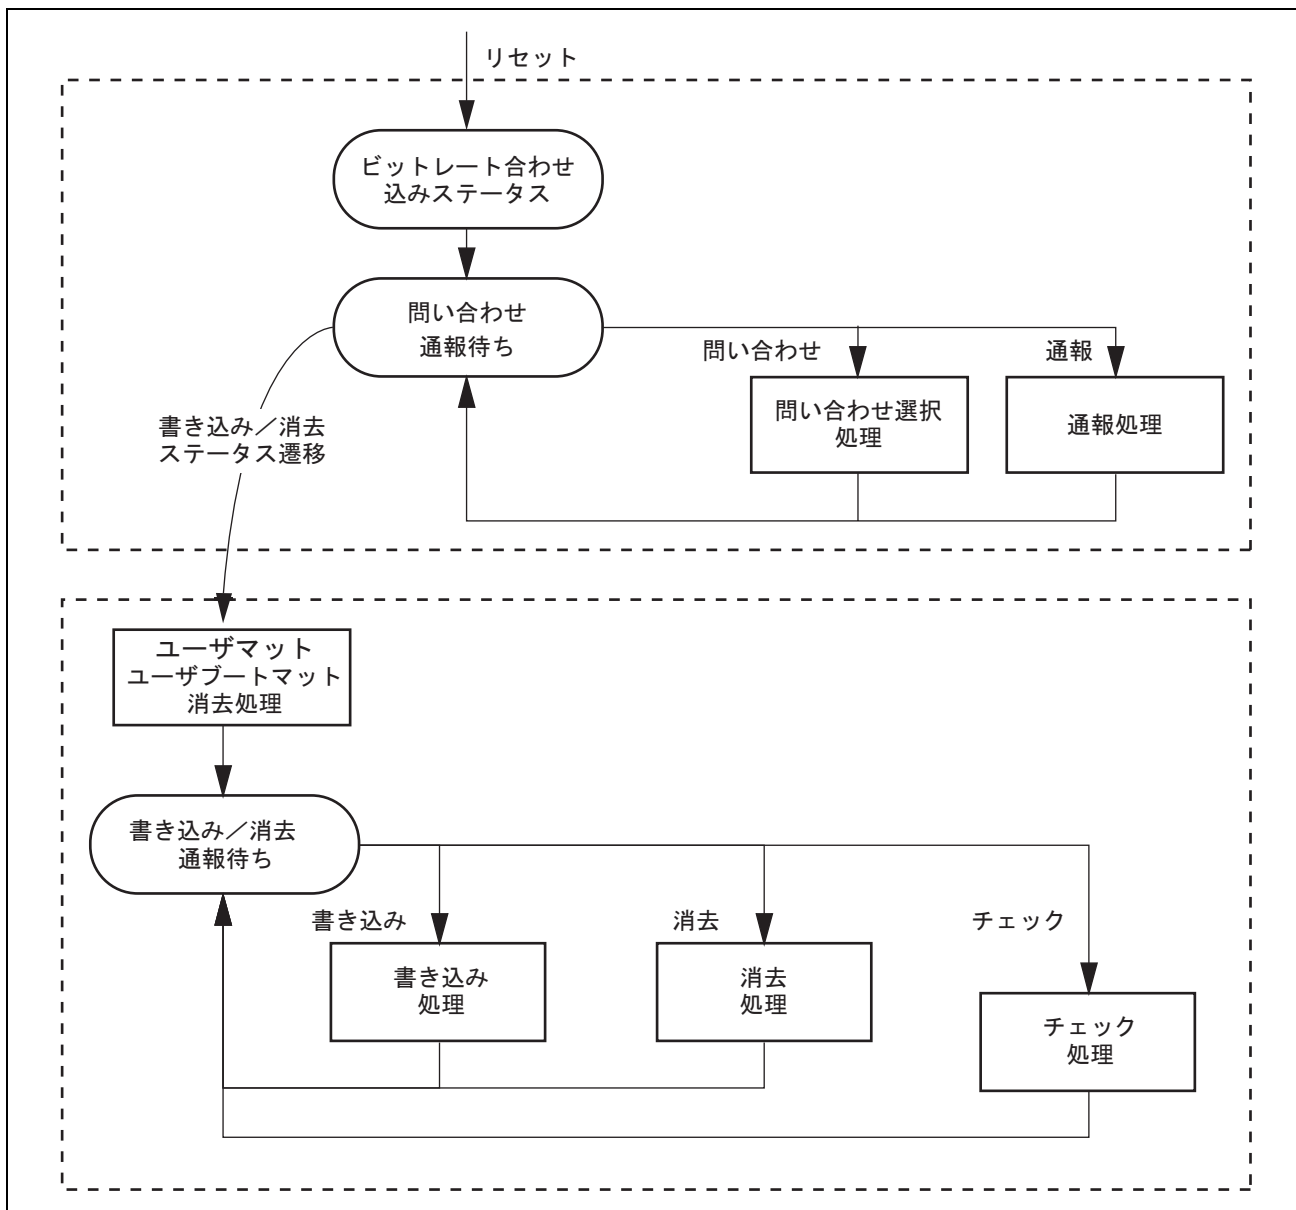 リセット
ビットレート合わせ
込みステータス
問い合わせ
通報待ち
問い合わせ
通報
問い合わせ選択
処理
通報処理
書き込み／消去
ステータス遷移
ユーザマット
ユーザブートマット
消去処理
書き込み／消去
通報待ち
書き込み
消去
チェック
書き込み
処理
消去
処理
チェック
処理